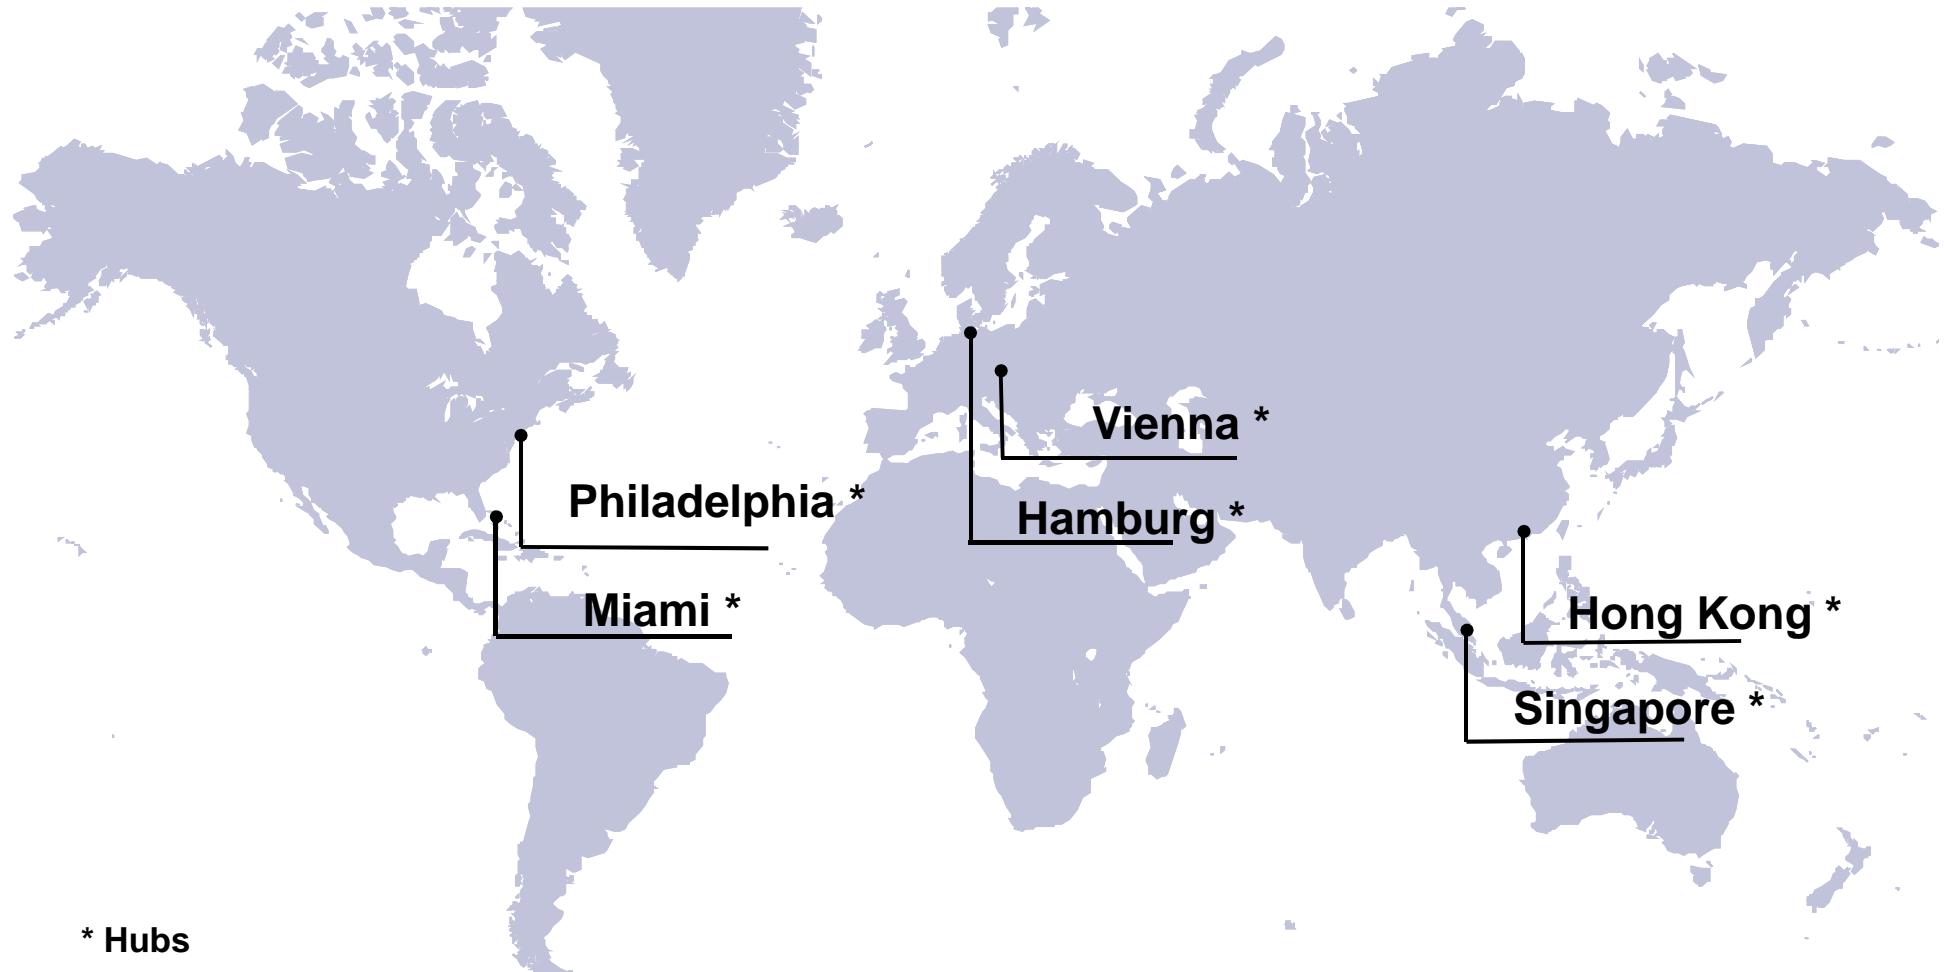 Vienna *
Philadelphia *
Hamburg *
Miami *
Hong Kong *
Singapore *
* Hubs